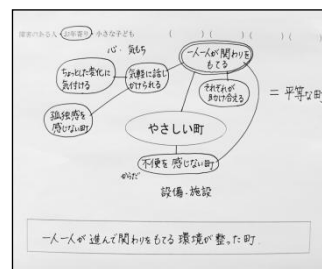 障害のある人・お年寄り・小さな子ども (　)(　)(　)
心・気もち
一人一人が関わりを
もてる
ちょっとした変化に
気付ける
気軽に話し
かけられる
それぞれが
助け合える
孤独感を
感じない町
= 平等な町
やさしい町
不便を感じない町
からだ
設備・施設
一人一人が進んで関わりをもてる環境が整った町